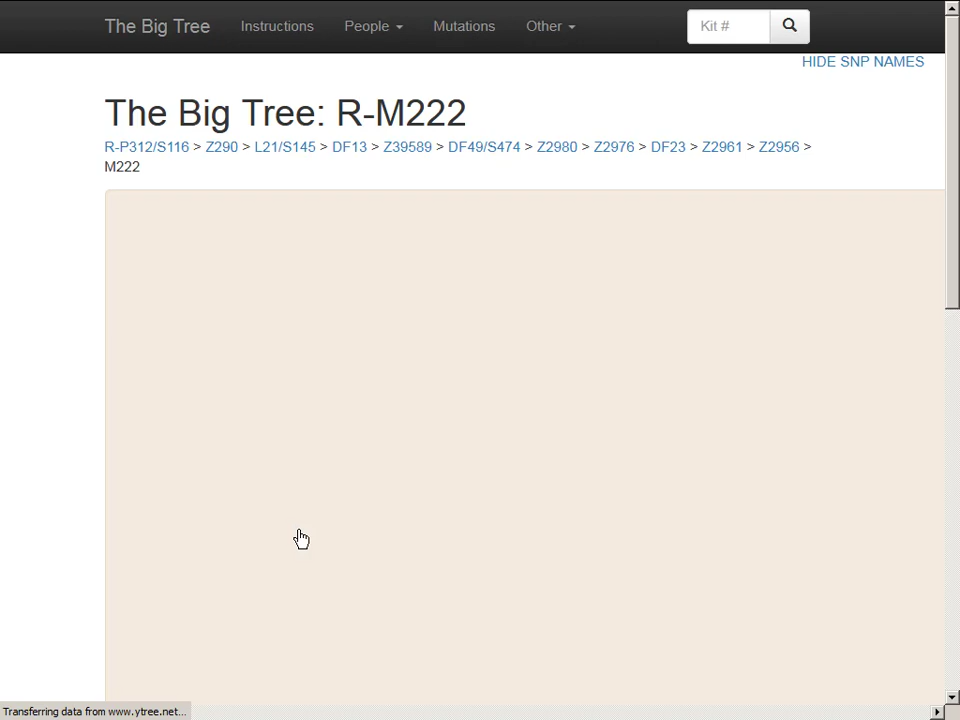 The Big Tree Instructions People Mutations Other Kit #
HIDE SNP NAMES
The Big Tree: R-M222
R-P312/S116 > Z290 > L21/S145 > DF13 > Z39589 > DF49/S474 > Z2980 > Z2976 > DF23 > Z2961 > Z2956 >
M222
Transferring data from www.ytree.net...